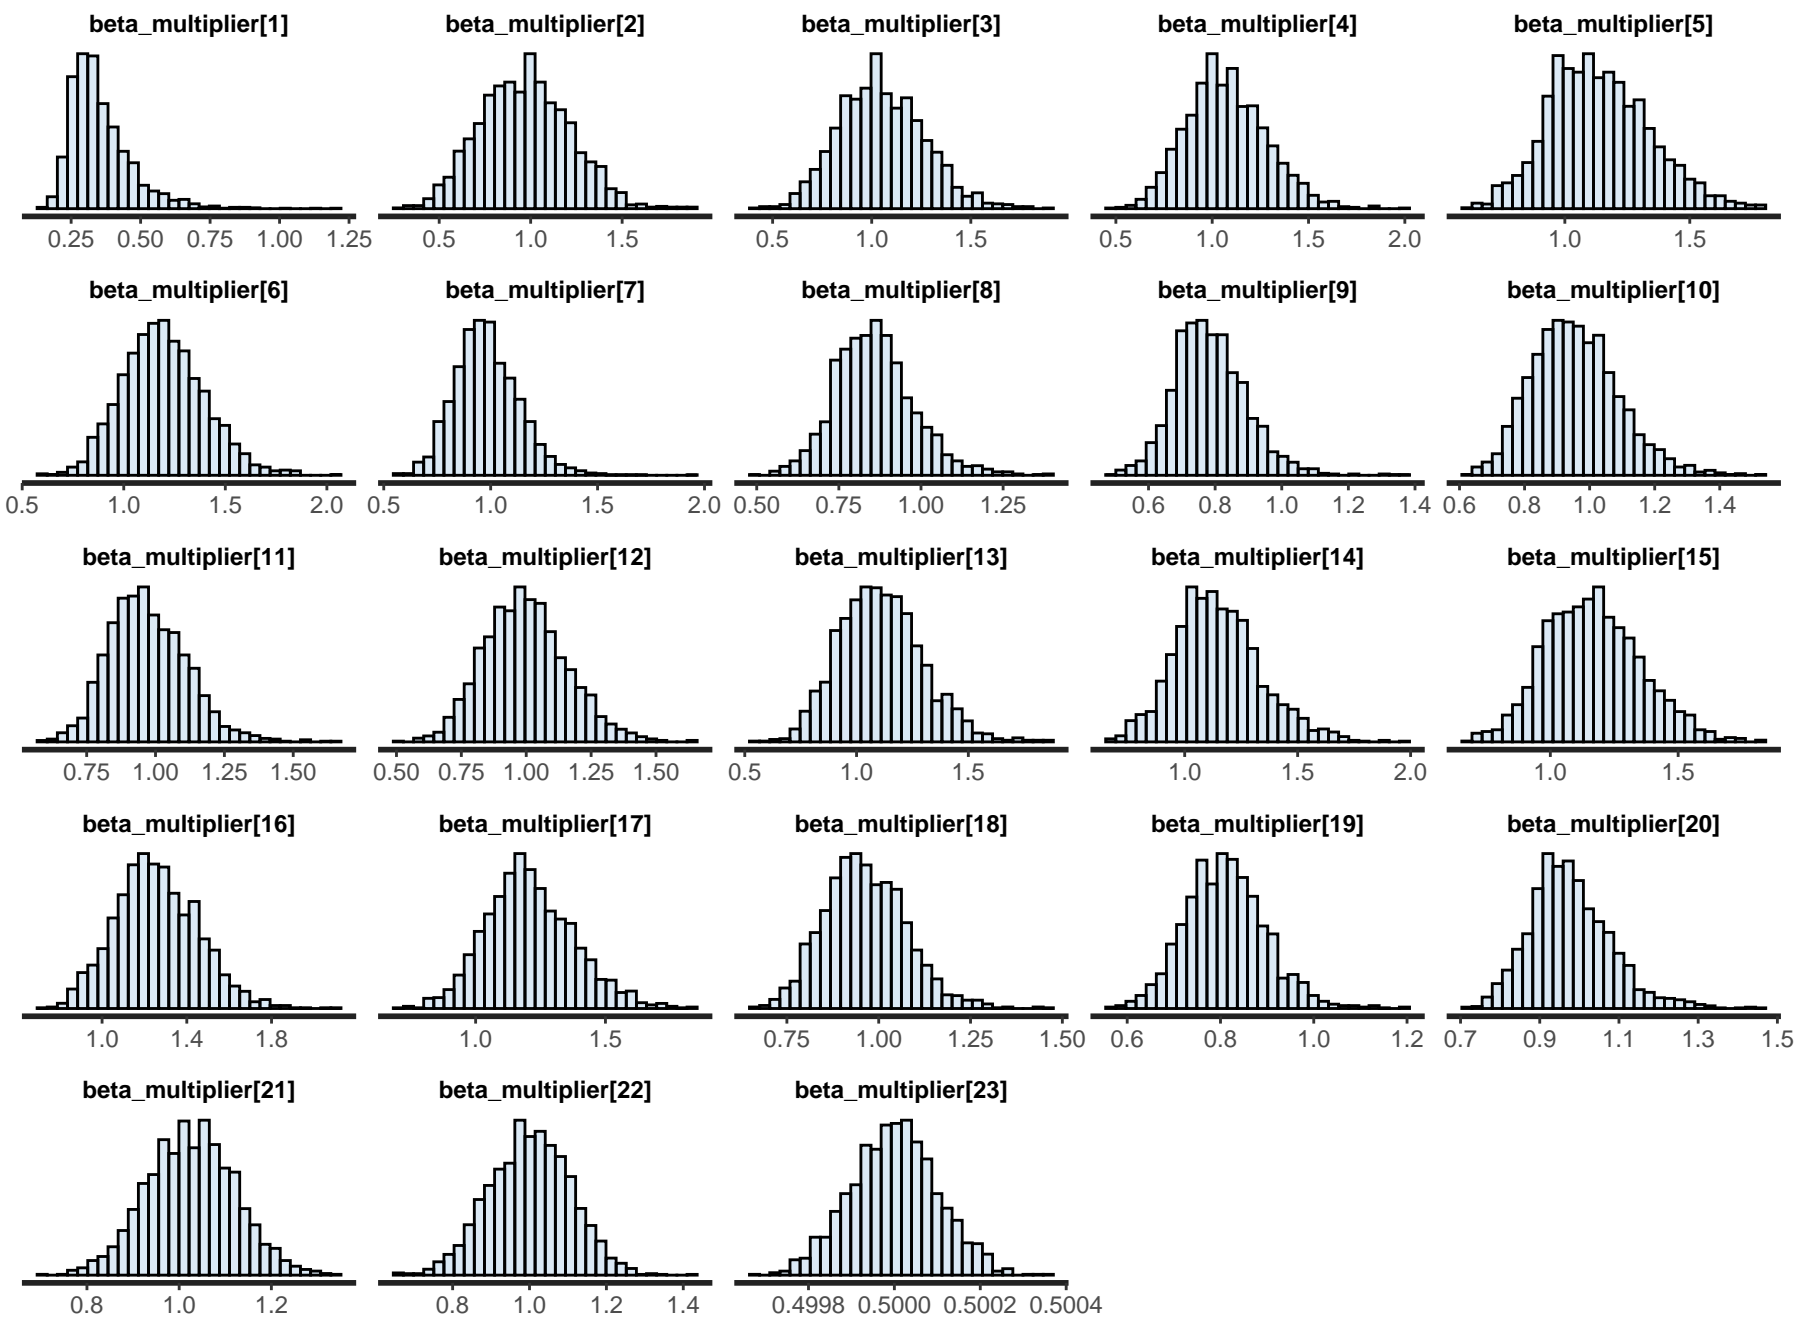 beta_multiplier[1] beta_multiplier[2] beta_multiplier[3] beta_multiplier[4] beta_multiplier[5]
0.25 0.50 0.75 1.00 1.25 0.5 1.0 1.5 0.5 1.0 1.5 0.5 1.0 1.5 2.0 1.0 1.5
beta_multiplier[6] beta_multiplier[7] beta_multiplier[8] beta_multiplier[9] beta_multiplier[10]
0.5 1.0 1.5 2.0 0.5 1.0 1.5 2.0 0.50 0.75 1.00 1.25 0.6 0.8 1.0 1.2 1.4 0.6 0.8 1.0 1.2 1.4
beta_multiplier[11] beta_multiplier[12] beta_multiplier[13] beta_multiplier[14] beta_multiplier[15]
0.75 1.00 1.25 1.50 0.50 0.75 1.00 1.25 1.50 0.5 1.0 1.5 1.0 1.5 2.0 1.0 1.5
beta_multiplier[16] beta_multiplier[17] beta_multiplier[18] beta_multiplier[19] beta_multiplier[20]
1.0 1.4 1.8 1.0 1.5 0.75 1.00 1.25 1.50 0.6 0.8 1.0 1.2 0.7 0.9 1.1 1.3 1.5
beta_multiplier[21] beta_multiplier[22] beta_multiplier[23]
0.8 1.0 1.2 0.8 1.0 1.2 1.4 0.4998 0.5000 0.5002 0.5004